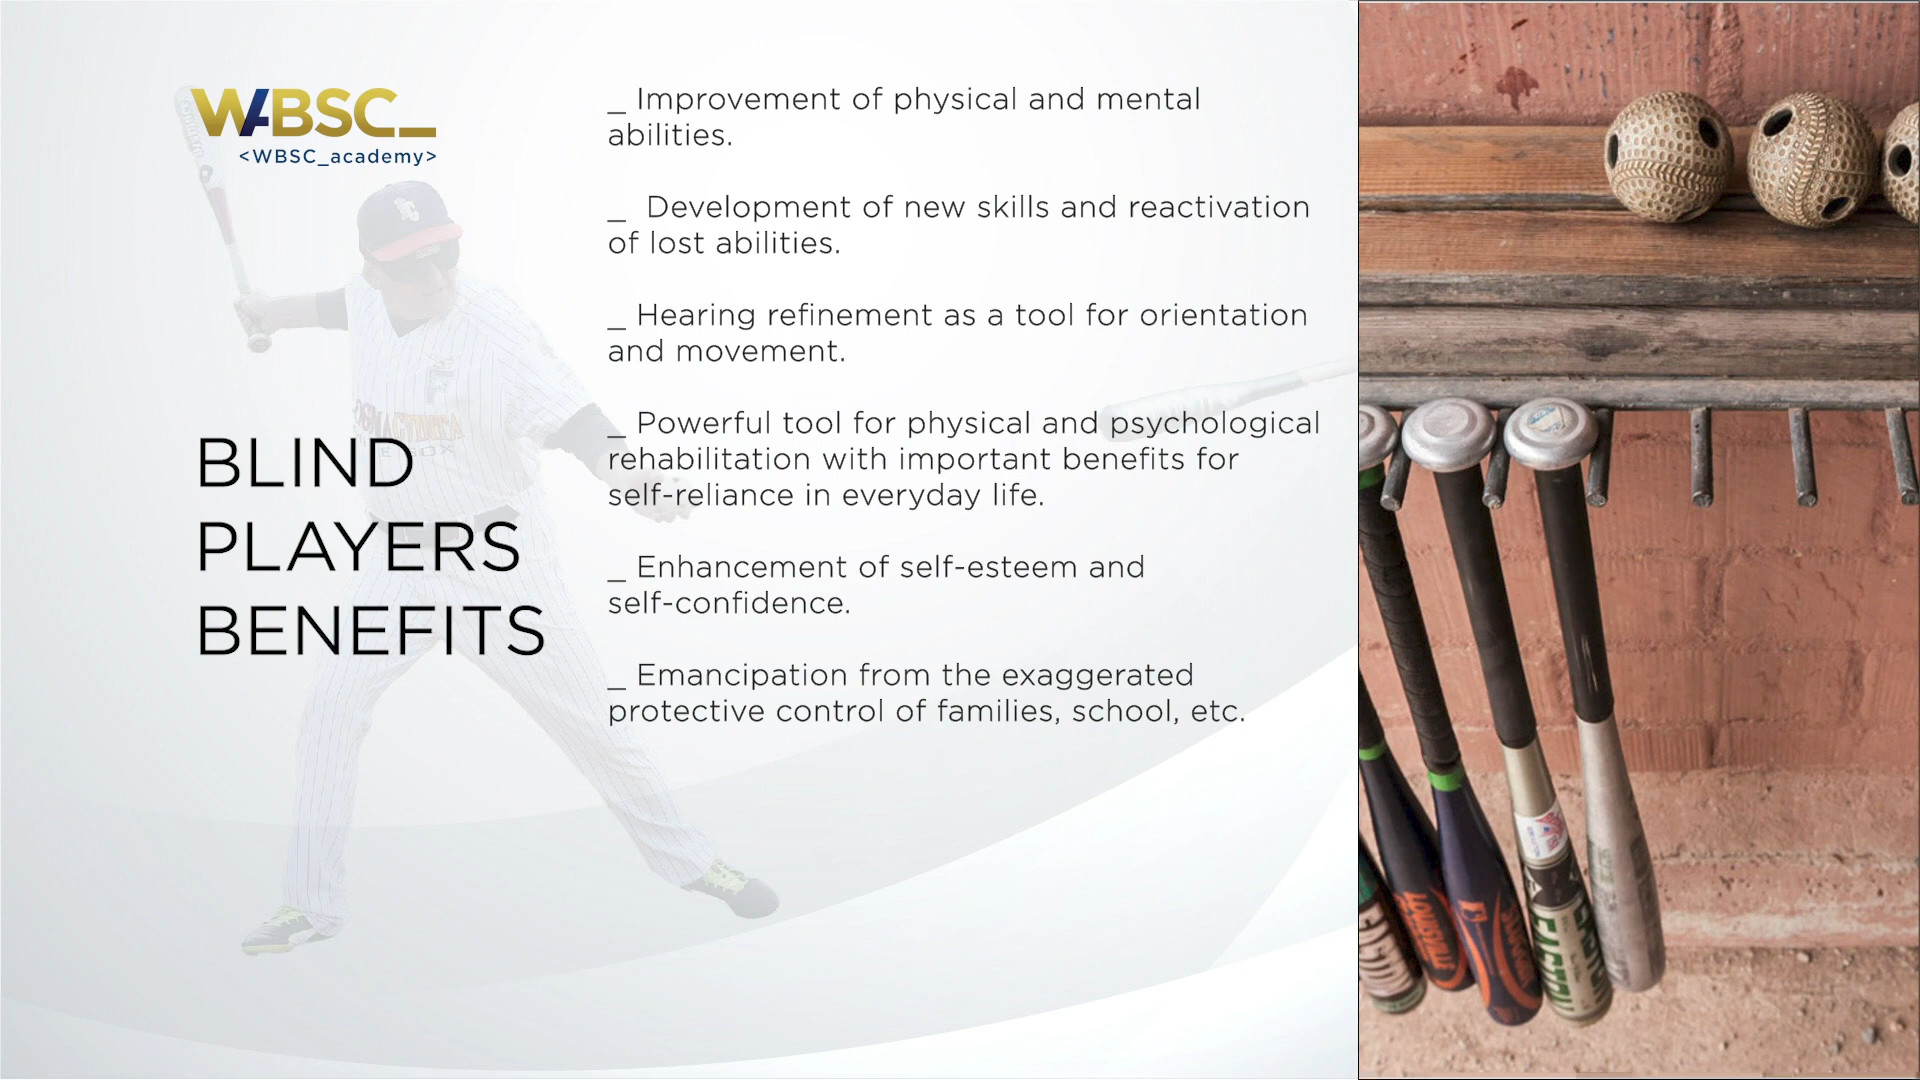 WBSC_
<WBSC_academy>
BLIND
PLAYERS
BENEFITS
_ Improvement of physical and mental
abilities.
_ Development of new skills and reactivation
of lost abilities.
_ Hearing refinement as a tool for orientation
and movement.
_ Powerful tool for physical and psychological
rehabilitation with important benefits for
self-reliance in everyday life.
_ Enhancement of self-esteem and
self-confidence.
_ Emancipation from the exaggerated
protective control of families, school, etc.